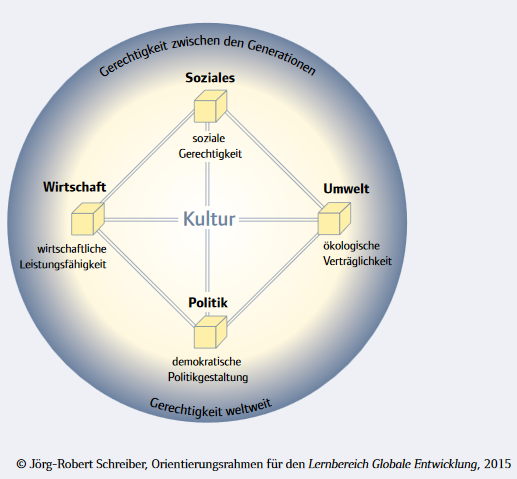 Gerechtigkeit zwischen den Generationen
Soziales
soziale
Gerechtigkeit
Wirtschaft
wirtschaftliche
Leistungsfähigkeit
Kultur
Umwelt
ökologische
Verträglichkeit
Politik
demokratische
Politikgestaltung
Gerechtigkeit weltweit
© Jörg-Robert Schreiber, Orientierungsrahmen für den Lernbereich Globale Entwicklung, 2015